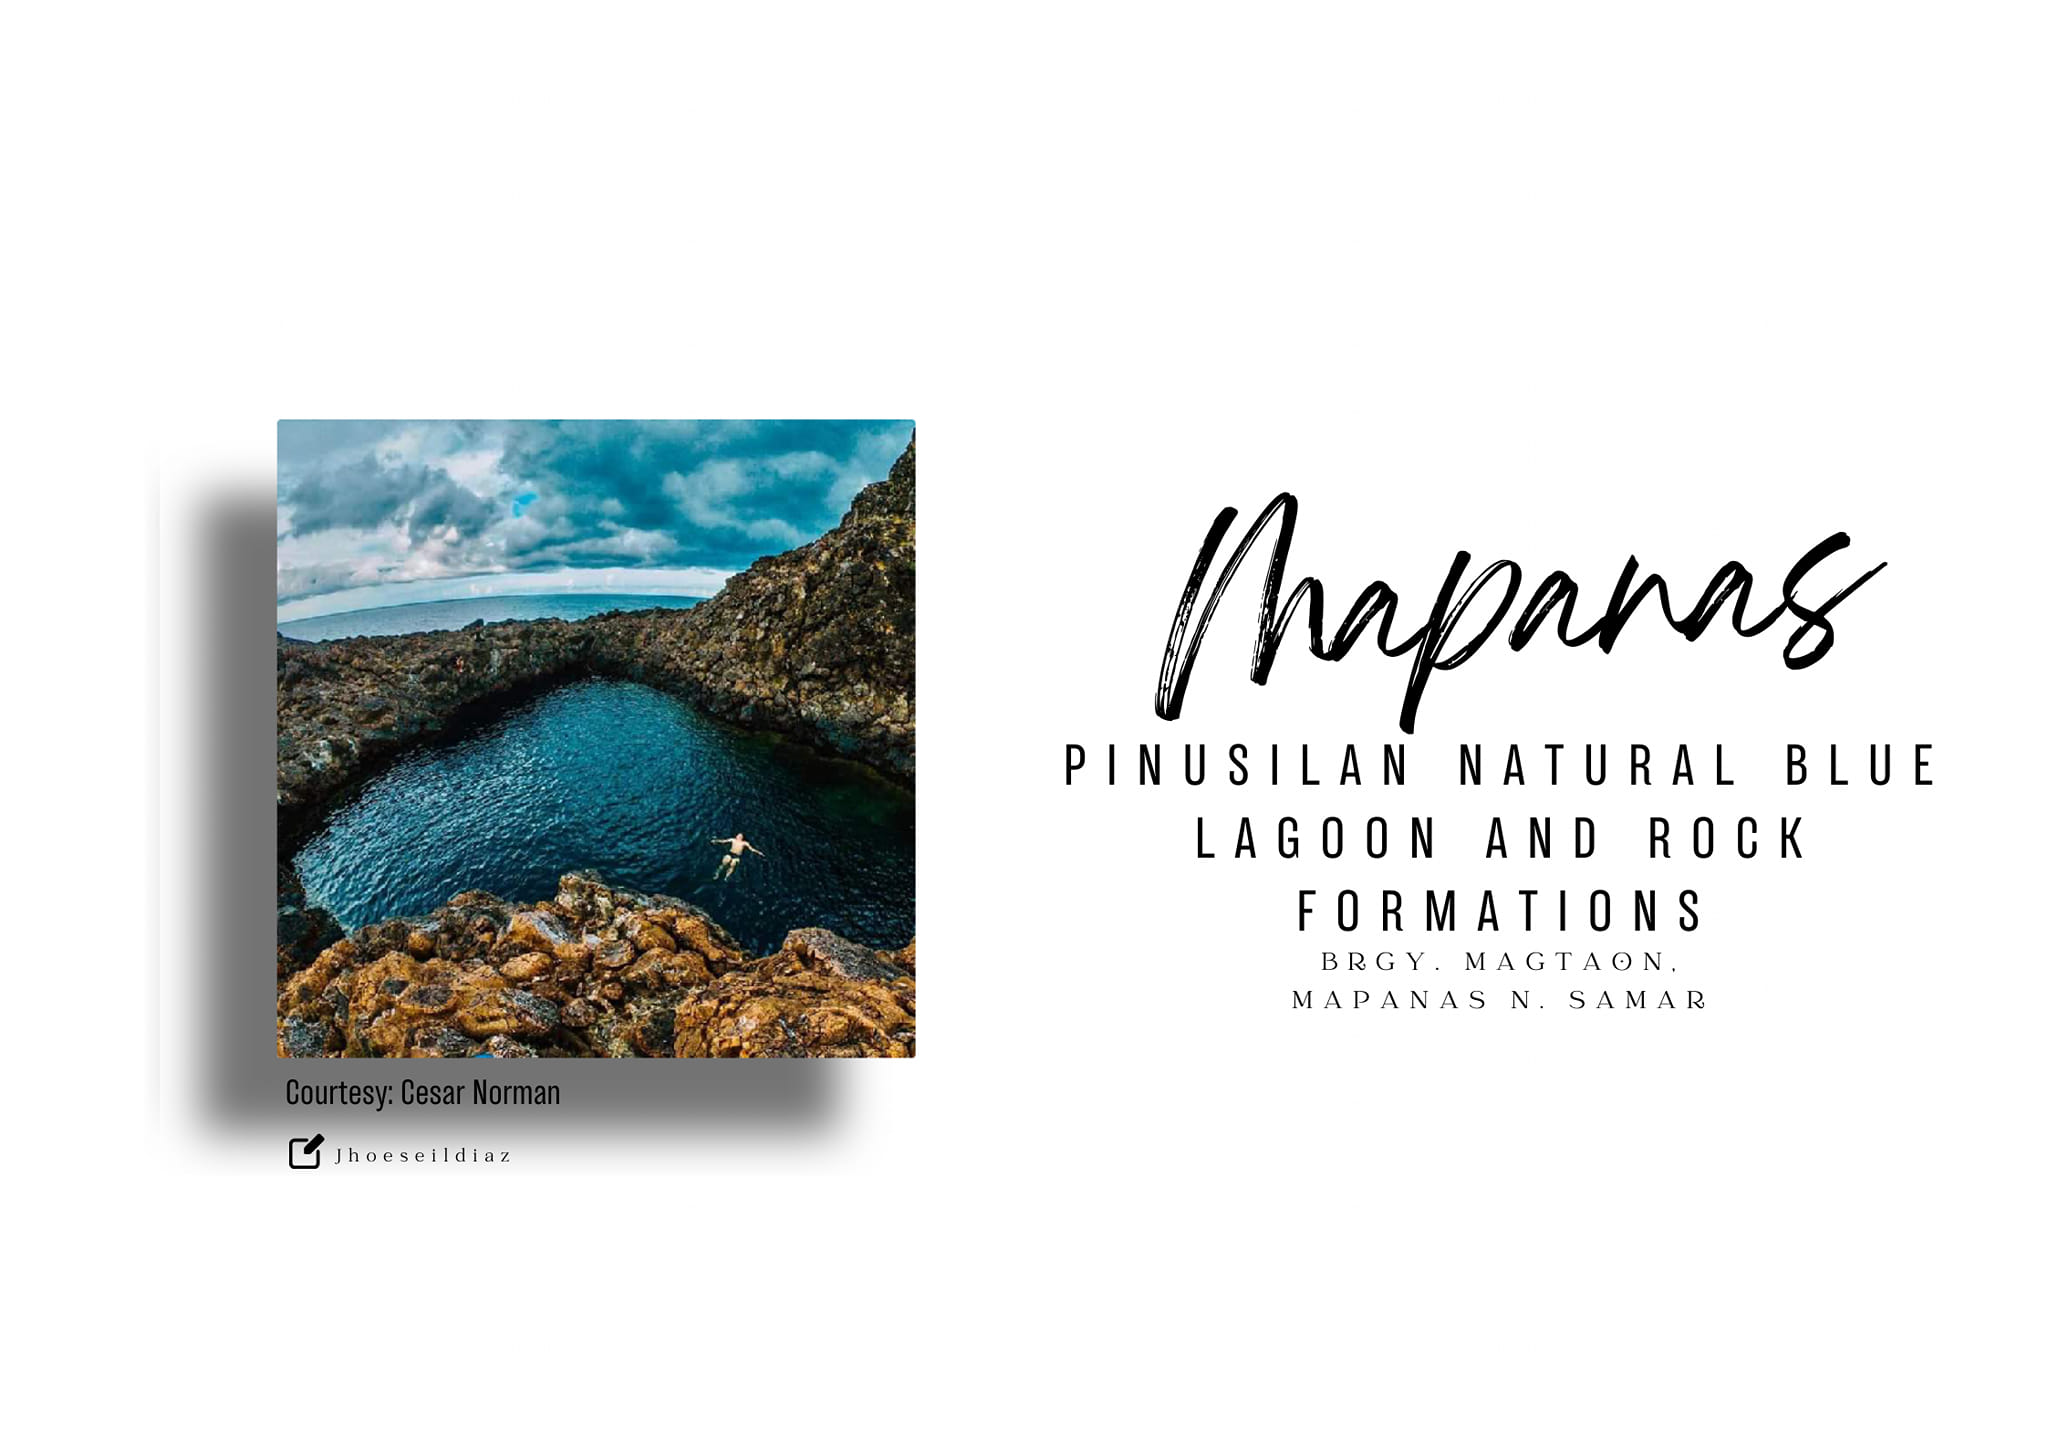 Mapanas
PINUSILAN NATURAL BLUE
LAGOON AND ROCK
FORMATIONS
BRGY. MAGTAON,
MAPANAS N. SAMAR
Courtesy: Cesar Norman
Jhoeseildiaz